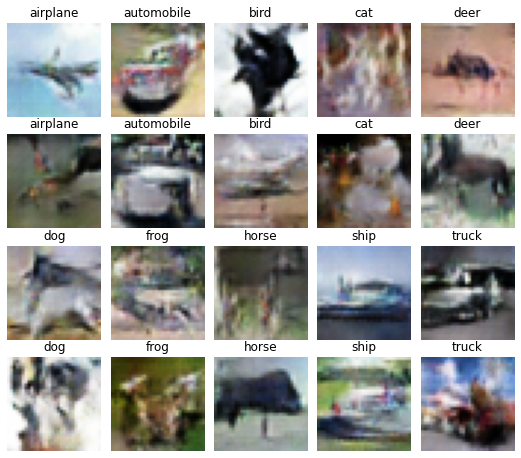 airplane automobile bird cat deer
airplane automobile bird cat deer
dog frog horse ship truck
dog frog horse ship truck